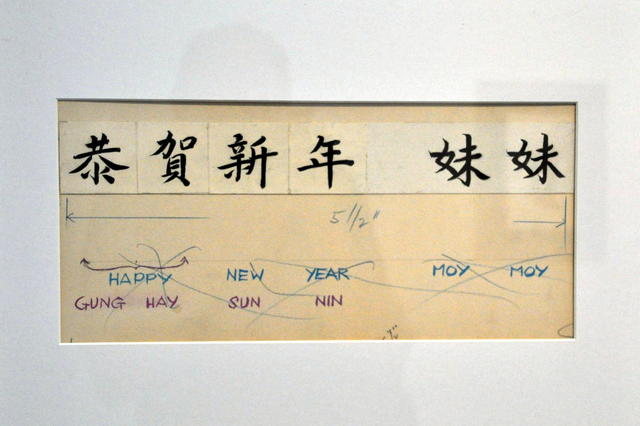 恭賀新年 妹妹
5 1/2"
HAPPY NEW YEAR MOY MOY
GUNG HAY SUN NIN